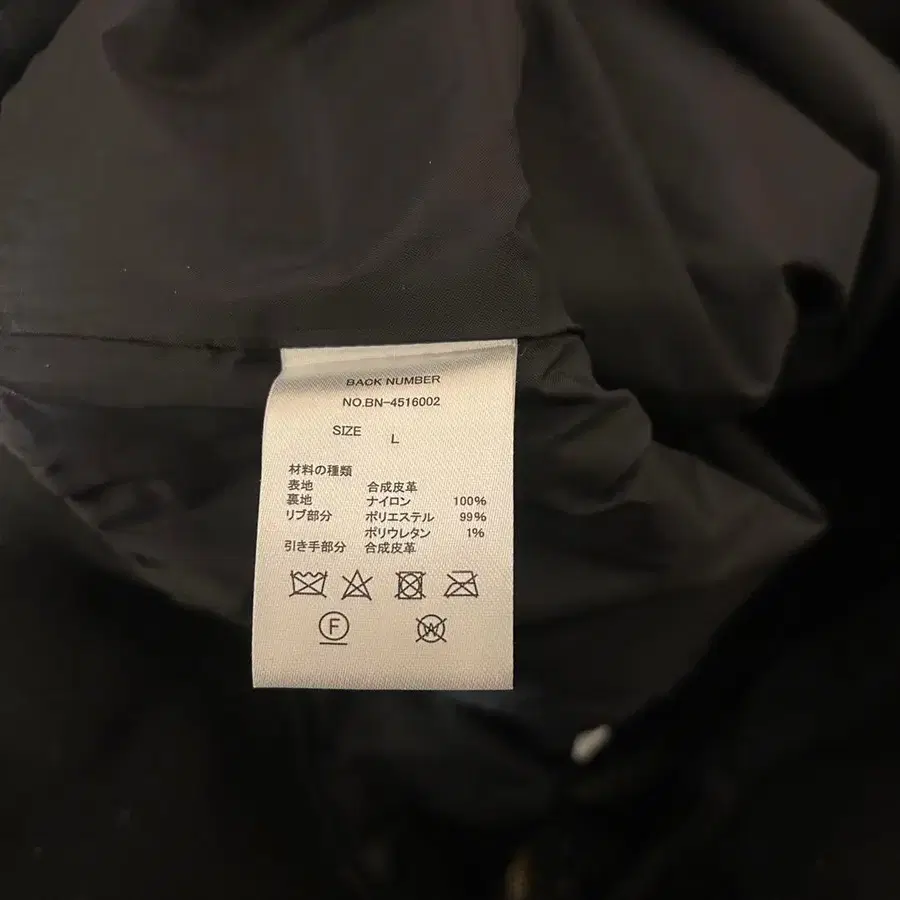 BACK NUMBER
NO.BN-4516002
SIZE L
材料の種類
表地 合成皮革
裏地 ナイロン 100%
リブ部分 ポリエステル 99%
ポリウレタン 1%
引き手部分 合成皮革
F W